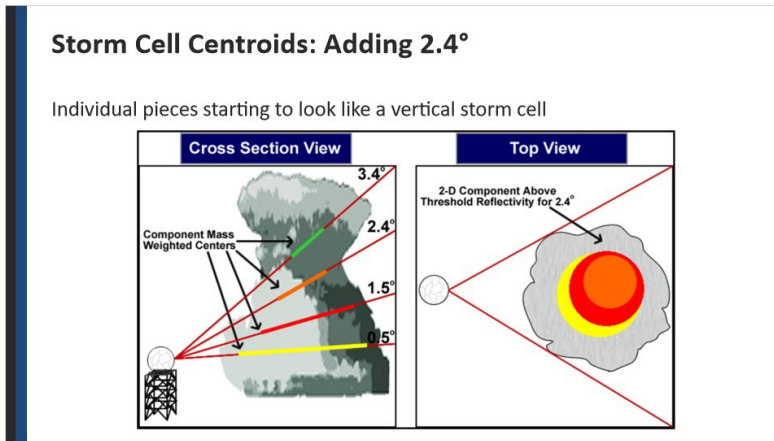 Storm Cell Centroids: Adding 2.4°
Individual pieces starting to look like a vertical storm cell
Cross Section View
Top View
3.4°
2.4°
1.5°
0.5°
Component Mass
Weighted Centers
2-D Component Above
Threshold Reflectivity for 2.4°